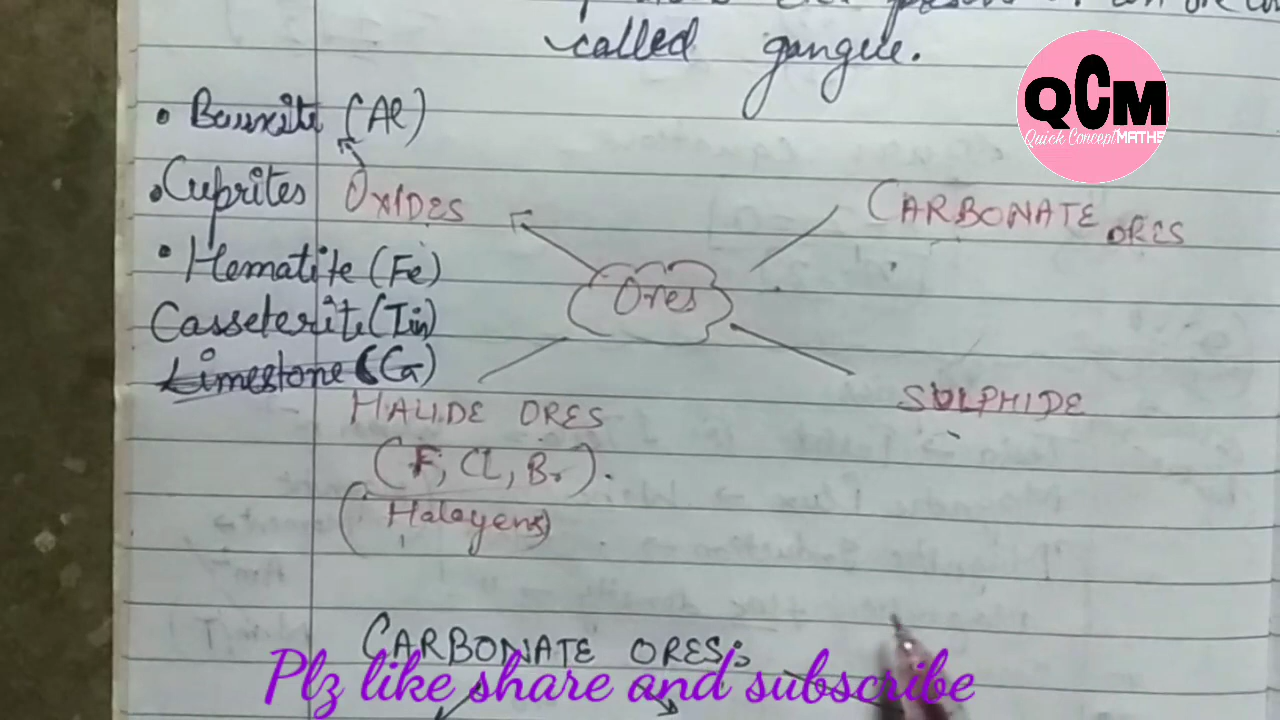 called gangue.
QCM
Quick Concept MATHS
• Bauxite (Al)
• Cuprites
OXIDES
CARBONATE ORES
• Hematite (Fe)
Ores
Casseterite (Tin)
Limestone (Ca)
SULPHIDE
HALIDE ORES
(F, CL, Br).
(Halogens)
CARBONATE ORES:
Plz like share and subscribe